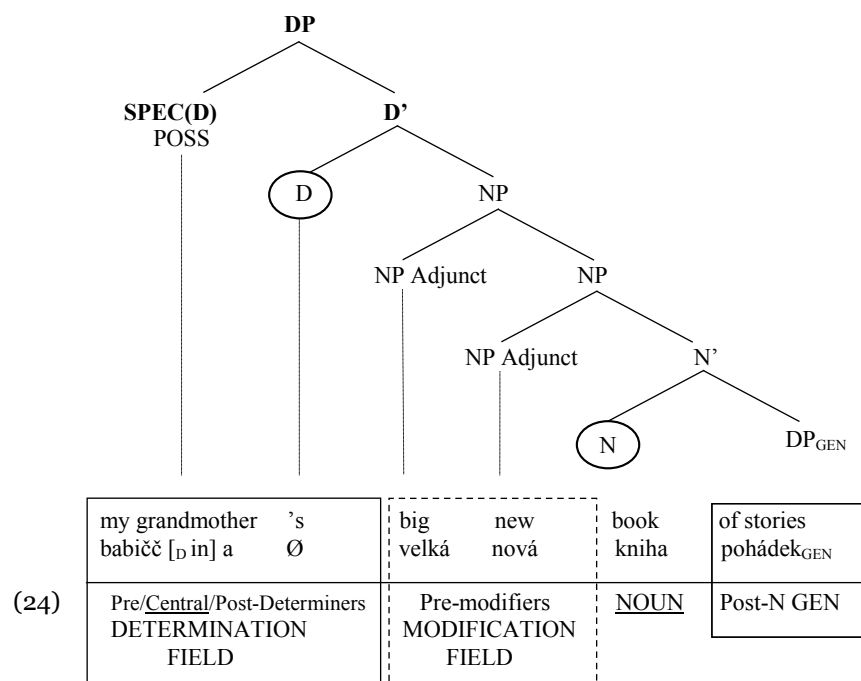 DP
SPEC(D) D’
POSS
D NP
NP Adjunct NP
NP Adjunct N’
N DPGEN
my grandmother ’s big new book of stories
babičč [D in] a Ø velká nová kniha pohádekGEN
(24) Pre/Central/Post-Determiners Pre-modifiers NOUN Post-N GEN
DETERMINATION MODIFICATION
FIELD FIELD